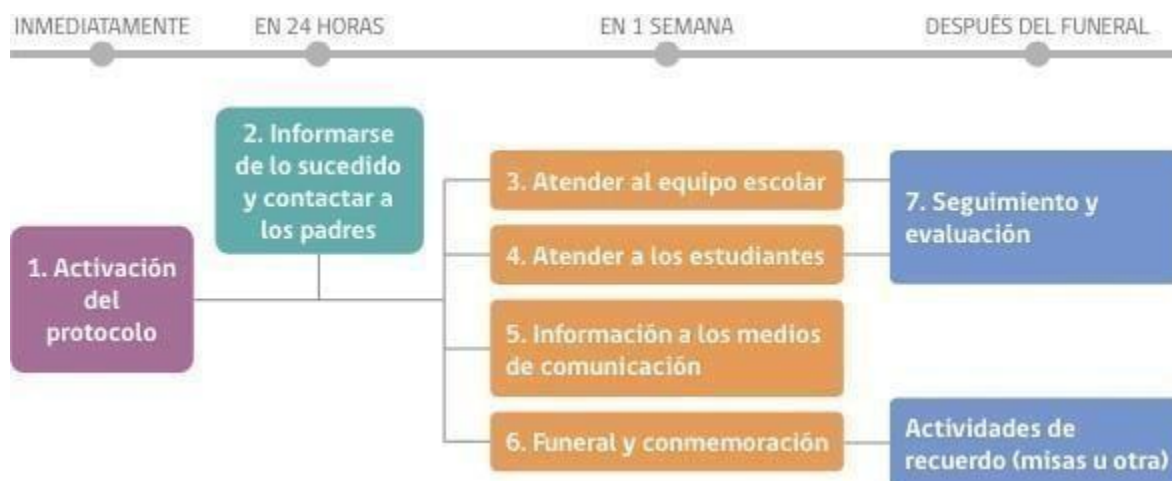 INMEDIATAMENTE
EN 24 HORAS
EN 1 SEMANA
DESPUÉS DEL FUNERAL
1. Activación
del
protocolo
2. Informarse
de lo sucedido
y contactar a
los padres
3. Atender al equipo escolar
4. Atender a los estudiantes
5. Información a los medios
de comunicación
6. Funeral y conmemoración
7. Seguimiento y
evaluación
Actividades de
recuerdo (misas u otra)